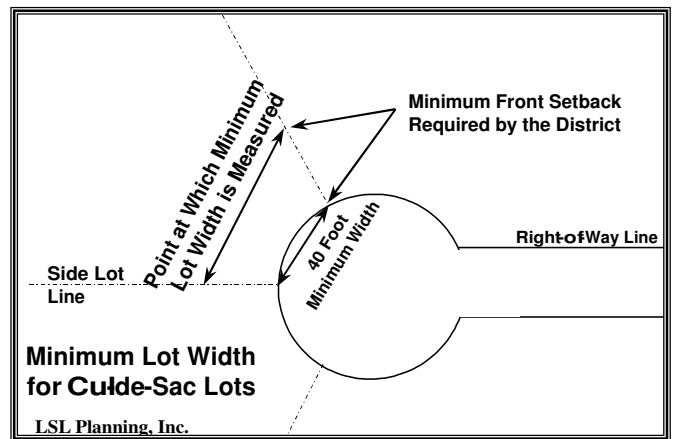 Minimum Front Setback
Required by the District
Point at Which Minimum
Lot Width is Measured
40 Foot
Minimum Width
Right-of-Way Line
Side Lot
Line
Minimum Lot Width
for Cul-de-Sac Lots
LSL Planning, Inc.